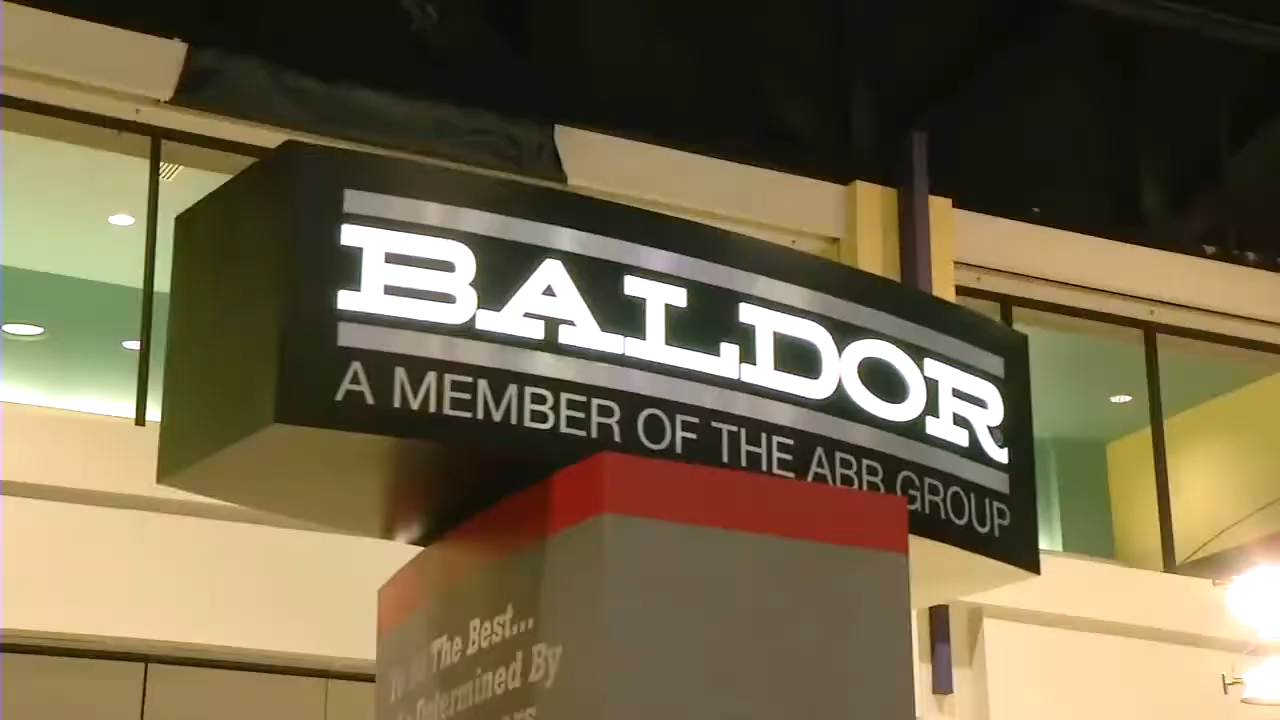 BALDOR
A MEMBER OF THE ABB GROUP
The Best...
Determined By